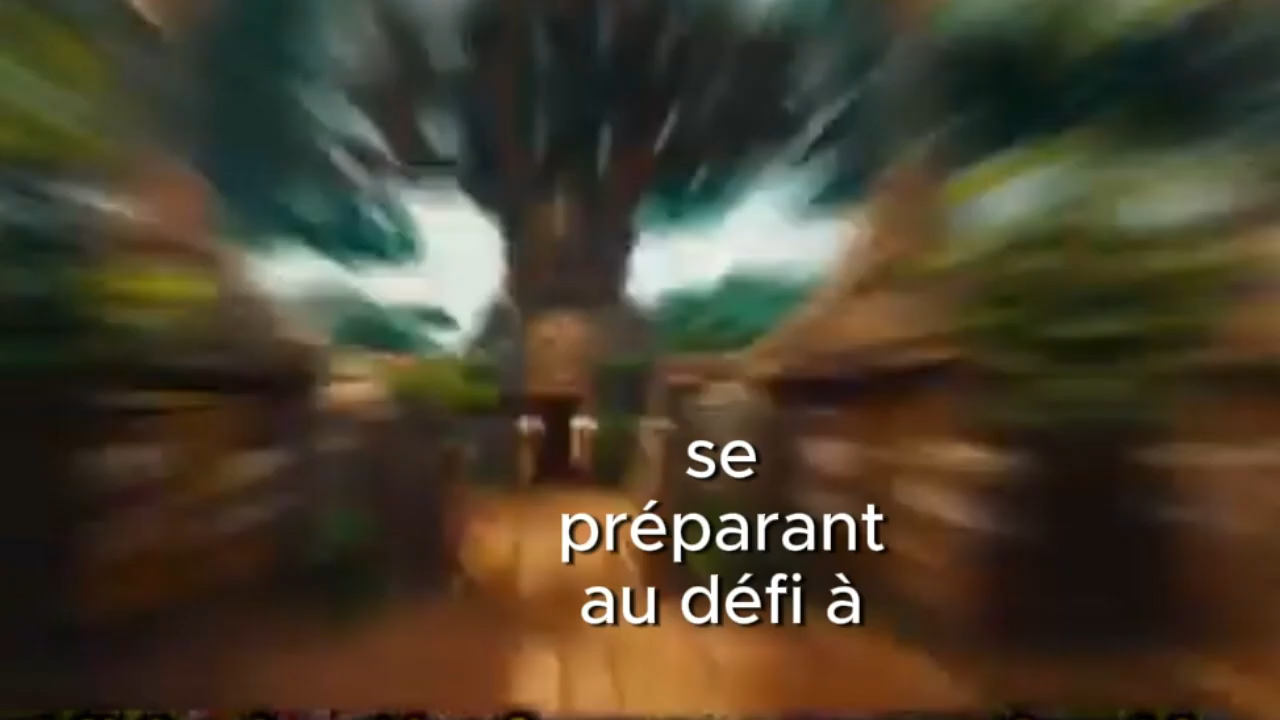 se
préparant
au défi à